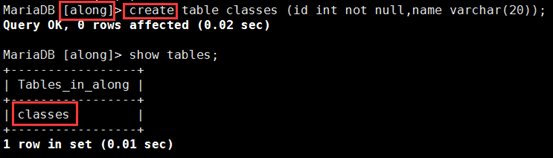 MariaDB [along]> create table classes (id int not null,name varchar(20));
Query OK, 0 rows affected (0.02 sec)
MariaDB [along]> show tables;
+-----------------+
| Tables_in_along |
+-----------------+
| classes         |
+-----------------+
1 row in set (0.01 sec)